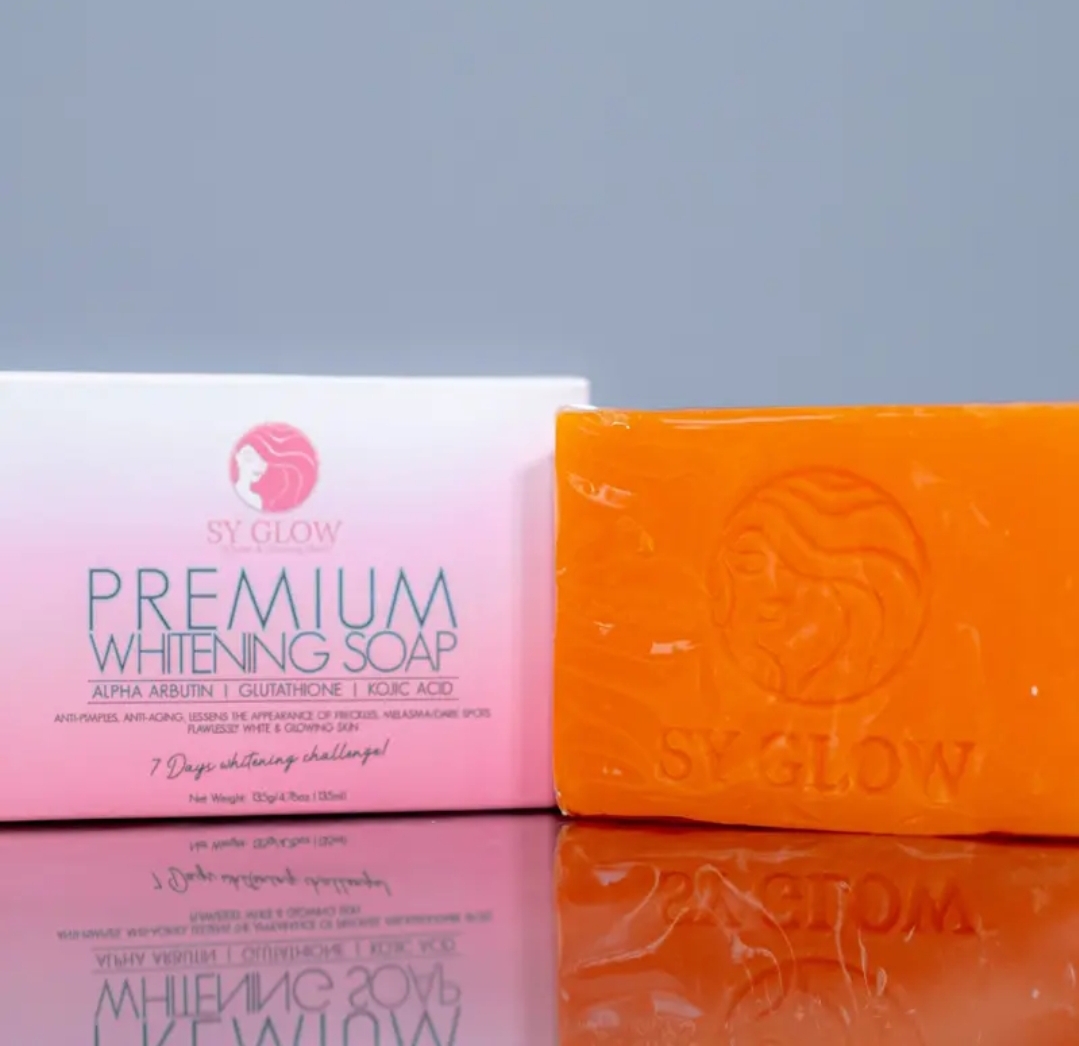 SY GLOW
PREMIUM
WHITENING SOAP
ALPHA ARBUTIN | GLUTATHIONE | KOJIC ACID
ANTI-PIMPLES, ANTI-AGING, LESSENS THE APPEARANCE OF FRECKLES, MELASMA/DARK SPOTS
FLAWLESSLY WHITE & GLOWING SKIN
7 Days whitening challenge!
Net Weight: 135g/4.76oz (135ml)
SY GLOW